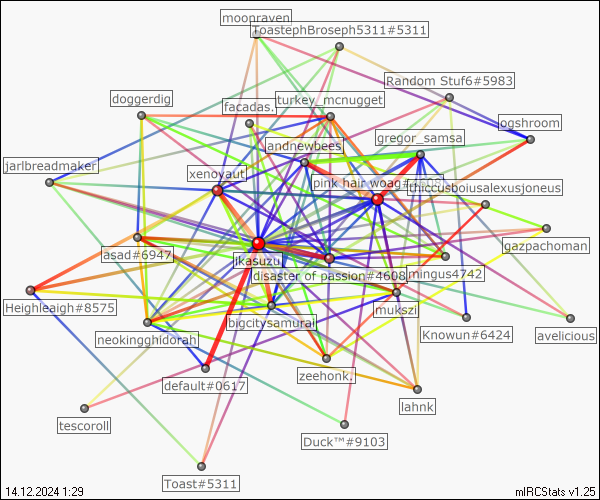 moonraven
ToastephBroseph5311#5311
Random Stuf6#5983
doggerdig
turkey_mcnugget
facadas.
ogshroom
gregor_samsa
andnewbees
jarlbreadmaker
xenoyaut
pink hair woag#
thiccusboiusalexusjoneus
gazpachoman
asad#6947
ikasuzu
disaster of passion#4608
mingus4742
Heighleaigh#8575
mukszi
bigcitysamurai
neokingghidorah
Knowun#6424
avelicious
default#0617
zeehonk.
lahnk
tescoroll
Duck™#9103
Toast#5311
14.12.2024 1:29
mIRCStats v1.25